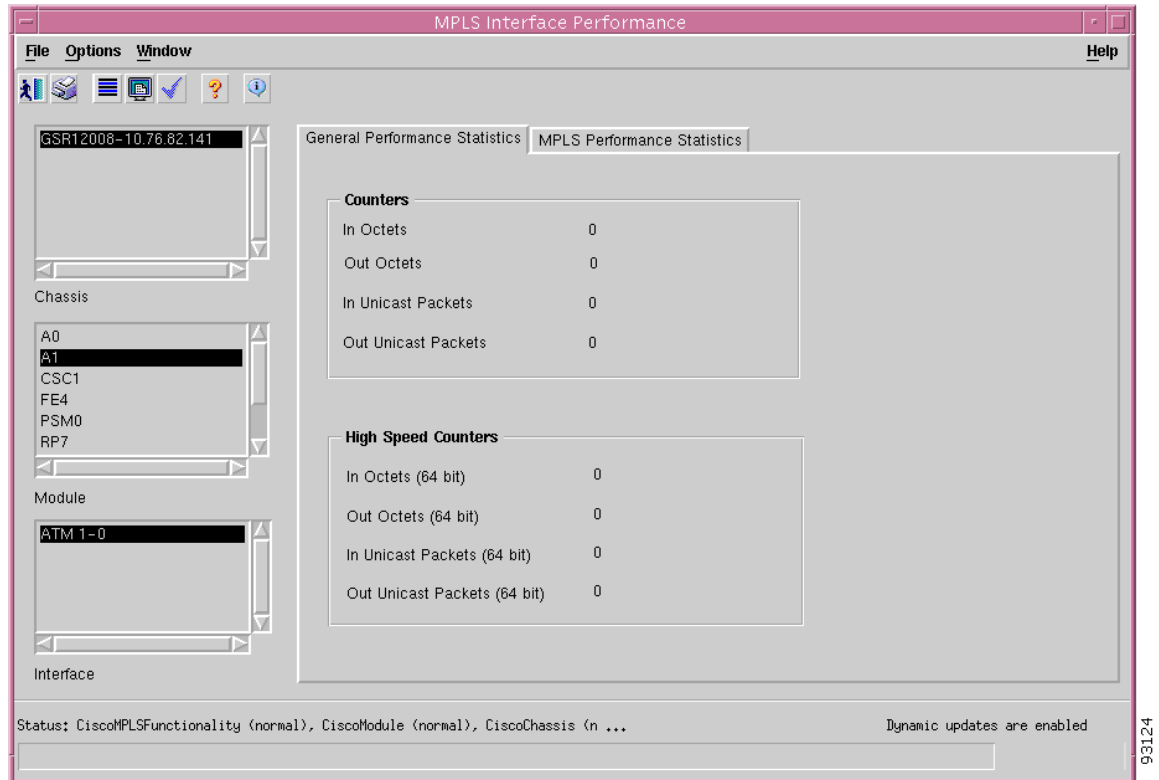 MPLS Interface Performance
File Options Window Help
GSR12008-10.76.82.141
Chassis
A0
A1
CSC1
FE4
PSM0
RP7
Module
ATM 1-0
Interface
General Performance Statistics MPLS Performance Statistics
Counters
In Octets 0
Out Octets 0
In Unicast Packets 0
Out Unicast Packets 0
High Speed Counters
In Octets (64 bit) 0
Out Octets (64 bit) 0
In Unicast Packets (64 bit) 0
Out Unicast Packets (64 bit) 0
Status: CiscoMPLSFunctionality (normal), CiscoModule (normal), CiscoChassis (n ... Dynamic updates are enabled
93124